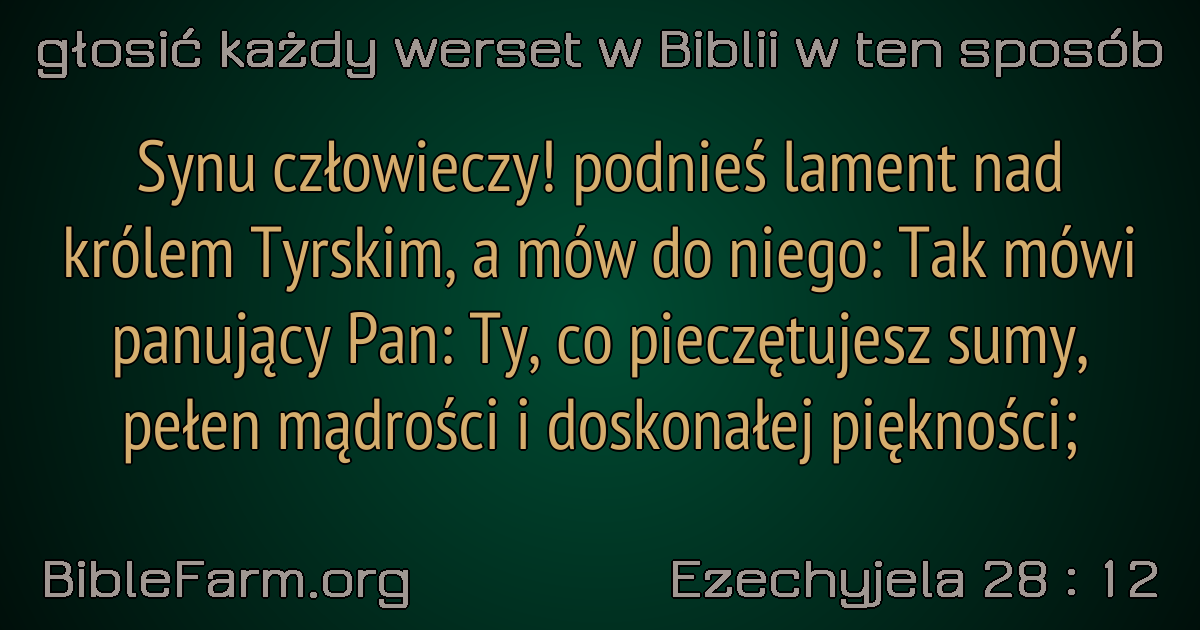 głosić każdy werset w Biblii w ten sposób
Synu człowieczy! podnieś lament nad
królem Tyrskim, a mów do niego: Tak mówi
panujący Pan: Ty, co pieczętujesz sumy,
pełen mądrości i doskonałej piękności;
BibleFarm.org
Ezechyjela 28 : 12